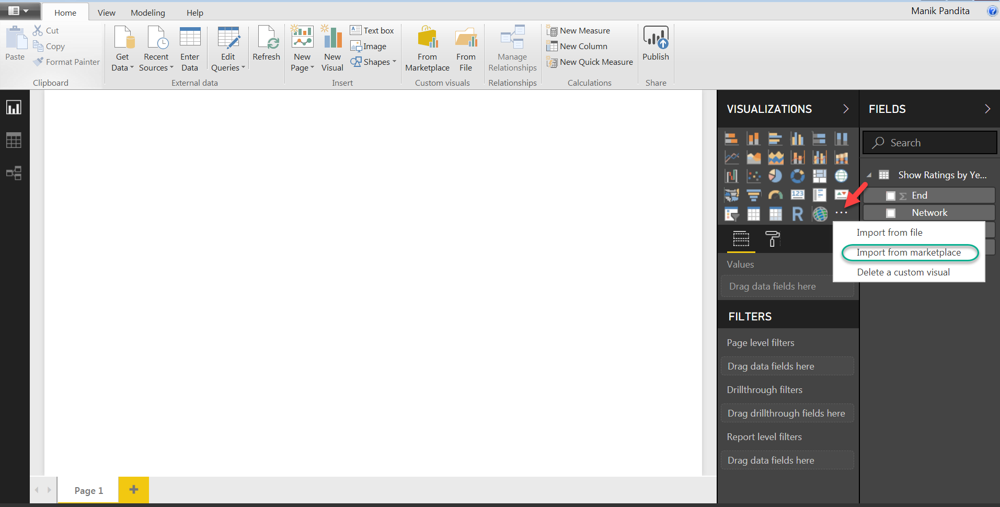 Home View Modeling Help Manik Pandita
Paste
Cut
Copy
Format Painter
Clipboard
Get Data
Recent Sources
Enter Data
Edit Queries
Refresh
External data
New Page
New Visual
Text box
Image
Shapes
Insert
From Marketplace
From File
Custom visuals
Manage Relationships
Relationships
New Measure
New Column
New Quick Measure
Calculations
Publish
Share
VISUALIZATIONS
123
R
...
Values
Drag data fields here
FILTERS
Page level filters
Drag data fields here
Drillthrough filters
Drag drillthrough fields here
Report level filters
Drag data fields here
FIELDS
Search
Show Ratings by Ye...
Σ End
Network
Import from file
Import from marketplace
Delete a custom visual
Page 1
+